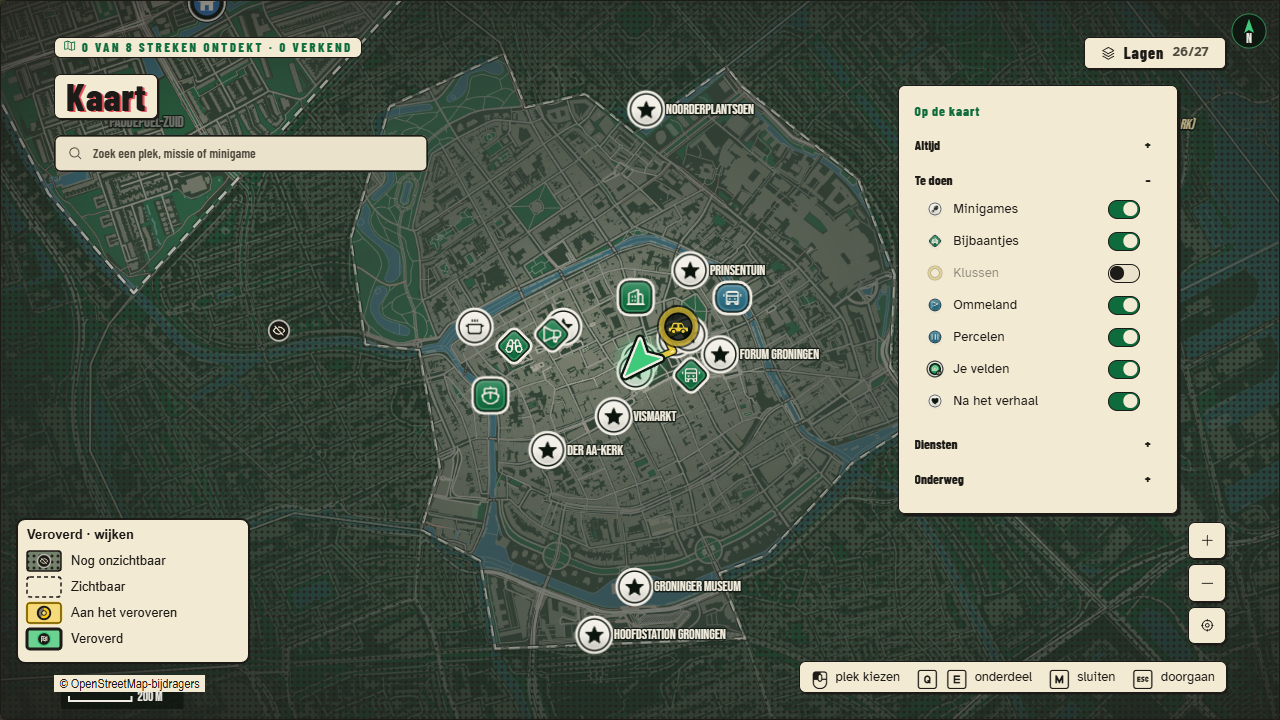 0 VAN 8 STREKEN ONTDEKT · 0 VERKEND
Kaart
PADDEPOEL-ZUID
Zoek een plek, missie of minigame
N
Lagen 26/27
RK]
Op de kaart
Altijd +
Te doen −
Minigames
Bijbaantjes
Klussen
Ommeland
Percelen
Je velden
Na het verhaal
Diensten +
Onderweg +
NOORDERPLANTSOEN
PRINSENTUIN
FORUM GRONINGEN
VISMARKT
DER AA-KERK
GRONINGER MUSEUM
HOOFDSTATION GRONINGEN
Veroverd · wijken
Nog onzichtbaar
Zichtbaar
Aan het veroveren
Veroverd
© OpenStreetMap-bijdragers
200 M
+
−
plek kiezen Q E onderdeel M sluiten ESC doorgaan